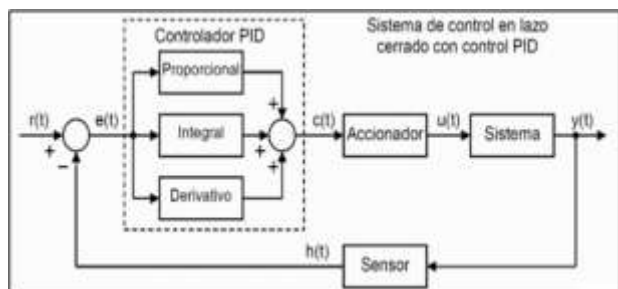 Sistema de control en lazo
cerrado con control PID
Controlador PID
Proporcional
+
r(t)
e(t)
Integral
c(t)
Accionador
u(t)
Sistema
y(t)
+
+
−
+
Derivativo
h(t)
Sensor